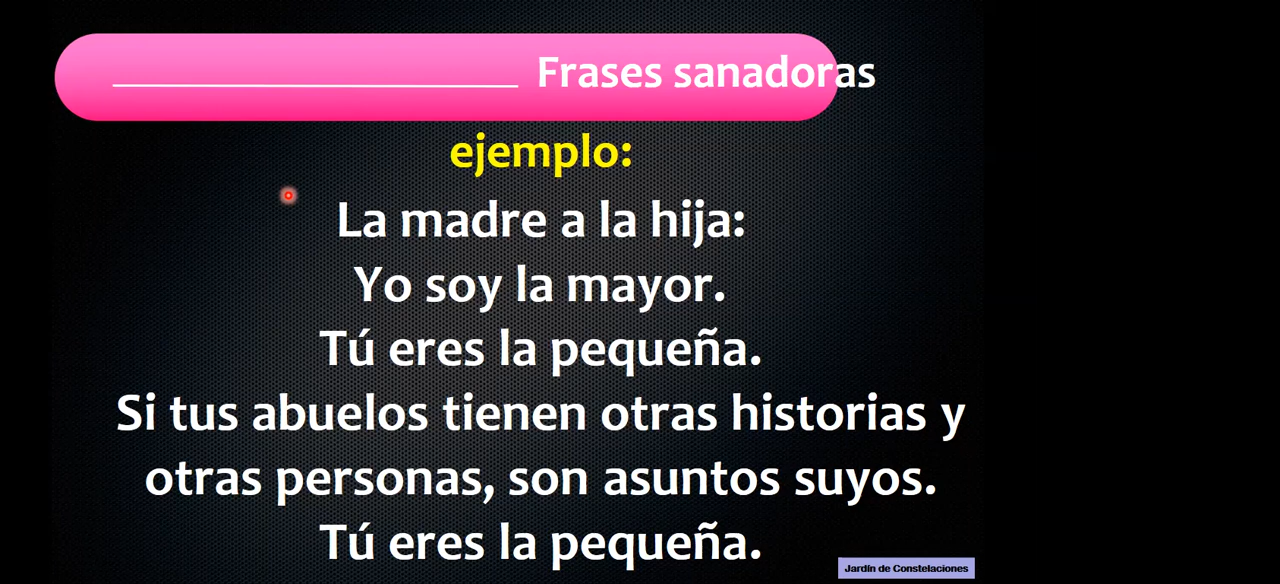 Frases sanadoras
ejemplo:
La madre a la hija:
Yo soy la mayor.
Tú eres la pequeña.
Si tus abuelos tienen otras historias y
otras personas, son asuntos suyos.
Tú eres la pequeña.
Jardín de Constelaciones